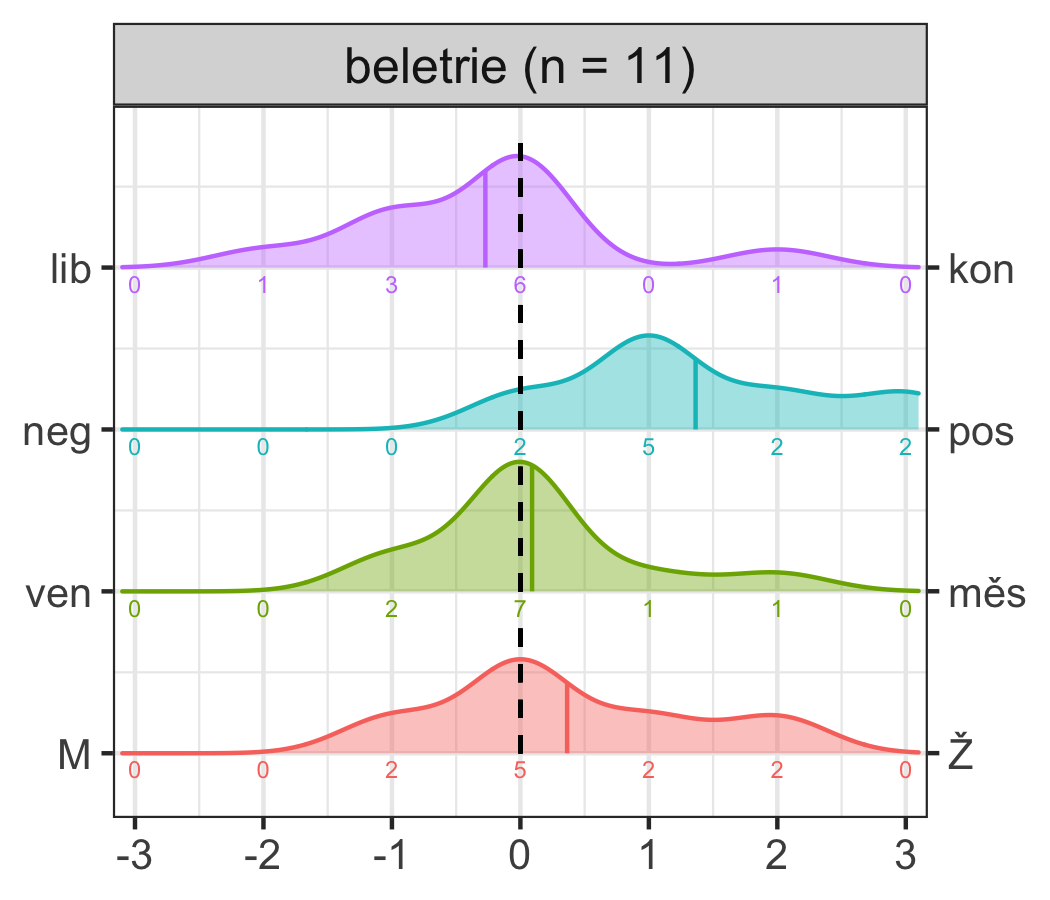 beletrie (n = 11)
lib kon
0 1 3 6 0 1 0
neg pos
0 0 0 2 5 2 2
ven měs
0 0 2 7 1 1 0
M Ž
0 0 2 5 2 2 0
-3 -2 -1 0 1 2 3